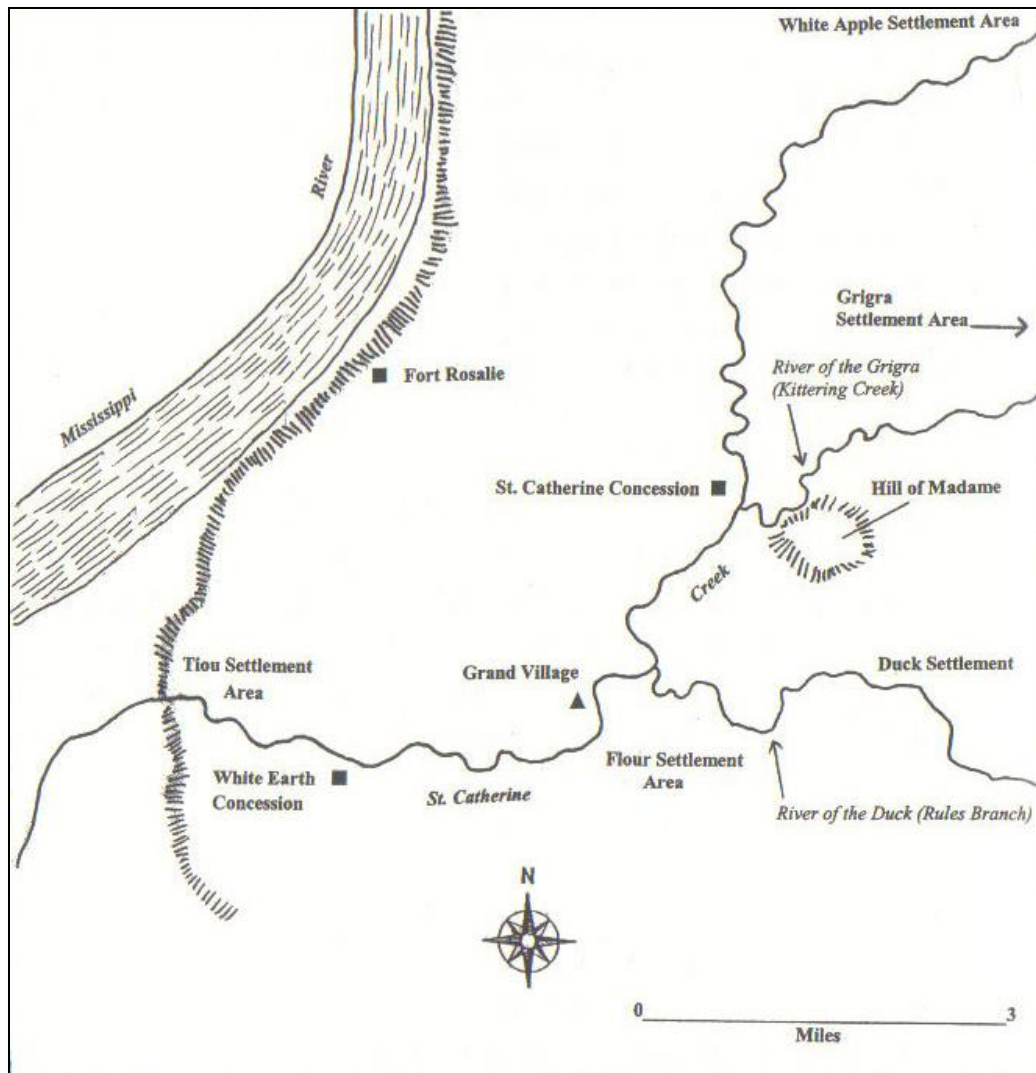 White Apple Settlement Area
River
Grigra
Settlement Area
River of the Grigra
(Kittering Creek)
Fort Rosalie
Mississippi
St. Catherine Concession
Hill of Madame
Creek
Tiou Settlement
Area
Grand Village
Duck Settlement
White Earth
Concession
Flour Settlement
Area
St. Catherine
River of the Duck (Rules Branch)
N
0 3
Miles